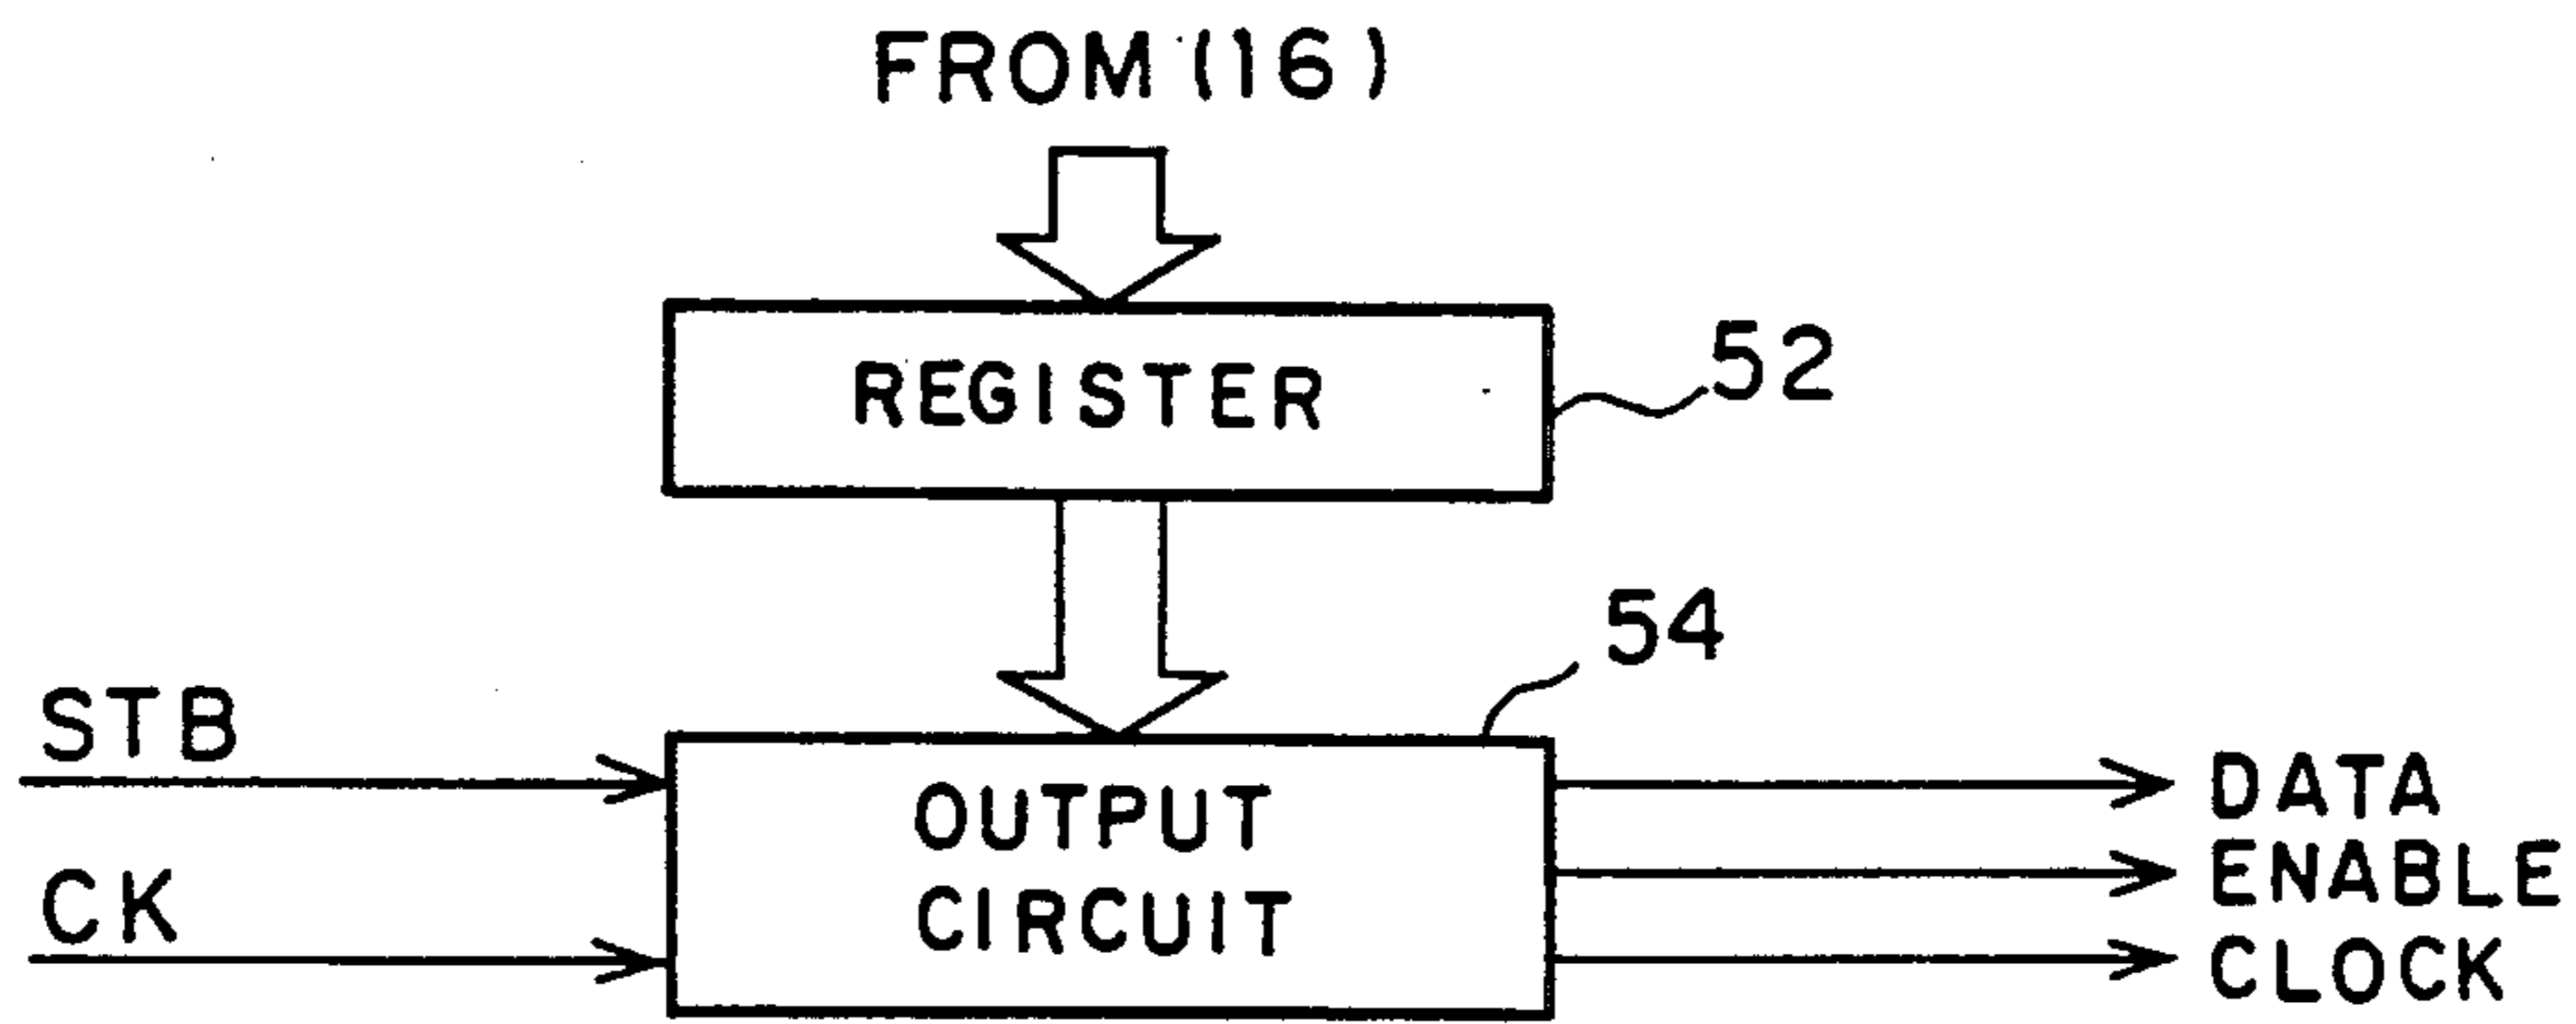 FROM (16)
REGISTER
52
54
STB
CK
OUTPUT
CIRCUIT
DATA
ENABLE
CLOCK